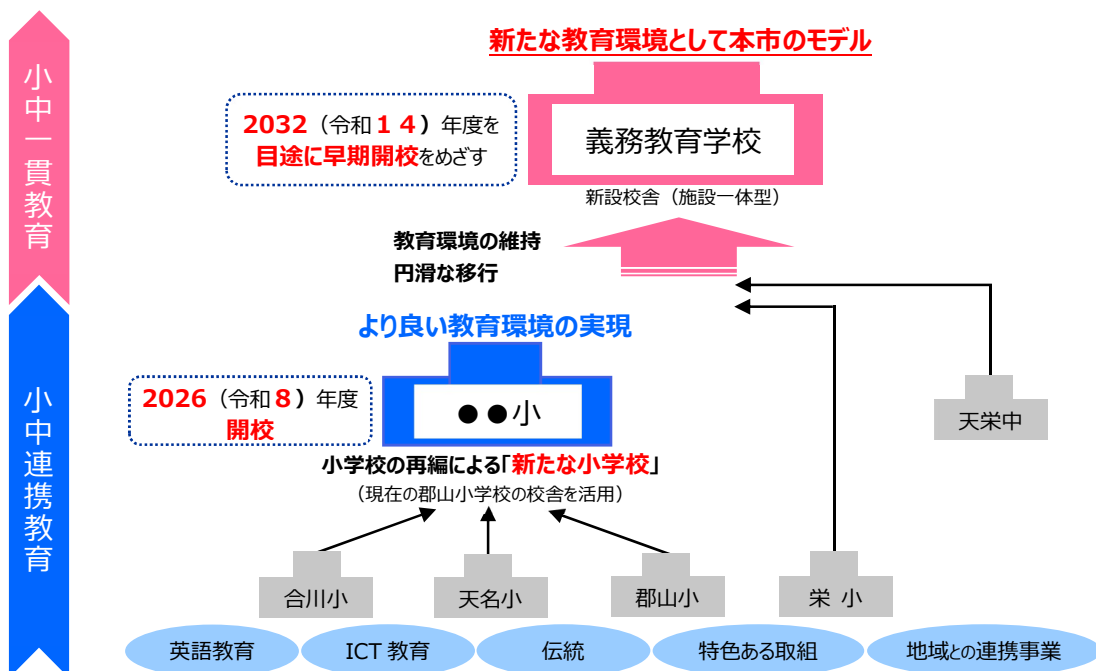 新たな教育環境として本市のモデル
小中一貫教育
2032（令和１４）年度を
目途に早期開校をめざす
義務教育学校
新設校舎（施設一体型）
教育環境の維持
円滑な移行
より良い教育環境の実現
小中連携教育
2026（令和８）年度
開校
●●小
天栄中
小学校の再編による「新たな小学校」
（現在の郡山小学校の校舎を活用）
合川小
天名小
郡山小
栄 小
英語教育
ICT 教育
伝統
特色ある取組
地域との連携事業